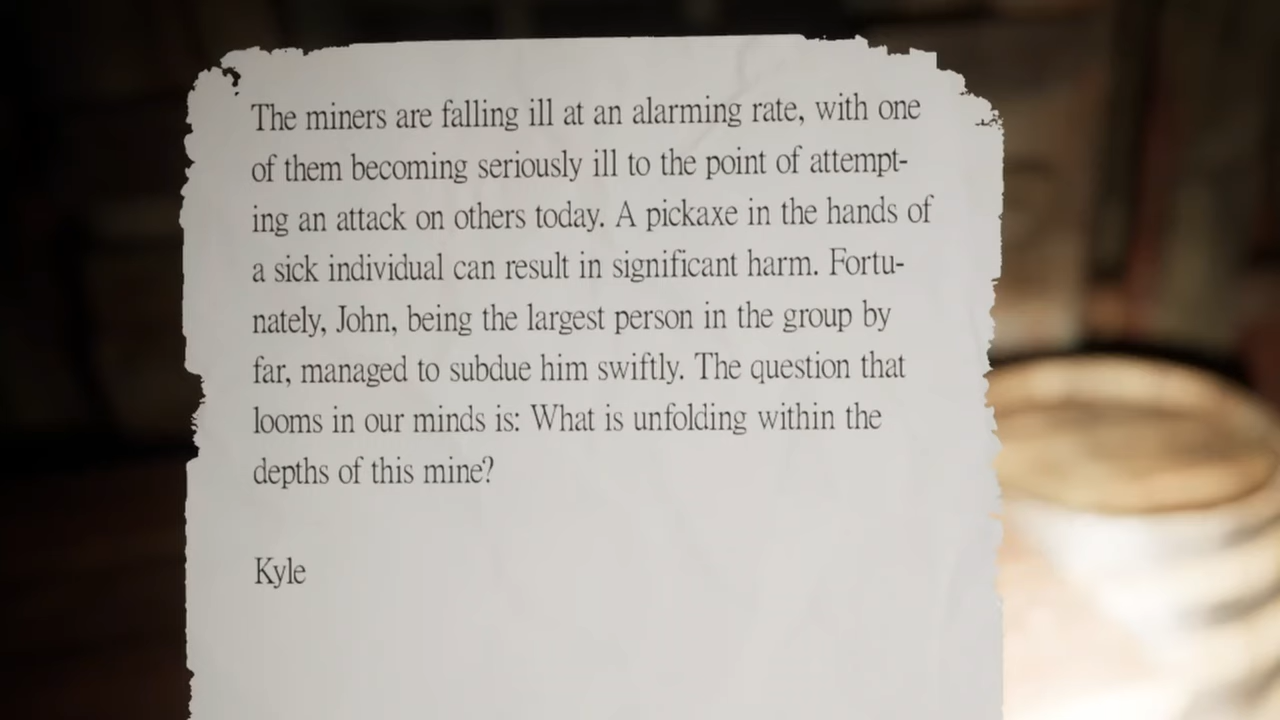 The miners are falling ill at an alarming rate, with one
of them becoming seriously ill to the point of attempt-
ing an attack on others today. A pickaxe in the hands of
a sick individual can result in significant harm. Fortu-
nately, John, being the largest person in the group by
far, managed to subdue him swiftly. The question that
looms in our minds is: What is unfolding within the
depths of this mine?
Kyle